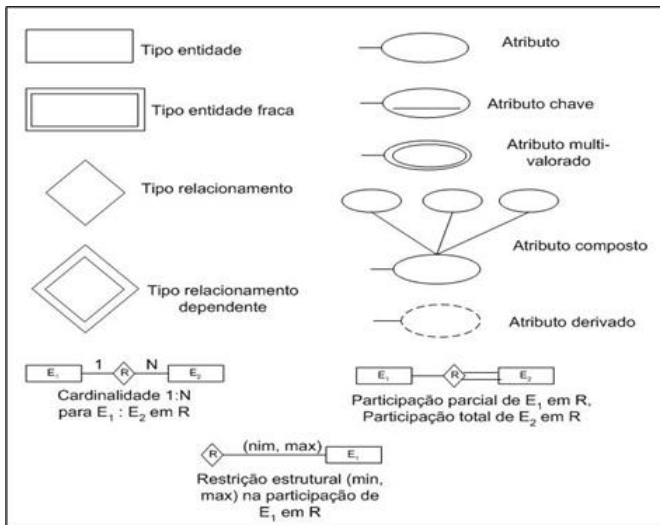 Tipo entidade
Tipo entidade fraca
Tipo relacionamento
Tipo relacionamento
dependente
E₁ 1 R N E₂
Cardinalidade 1:N
para E₁ : E₂ em R
Atributo
Atributo chave
Atributo multi-
valorado
Atributo composto
Atributo derivado
E₁ R E₂
Participação parcial de E₁ em R,
Participação total de E₂ em R
R (nim, max) E₁
Restrição estrutural (min,
max) na participação de
E₁ em R